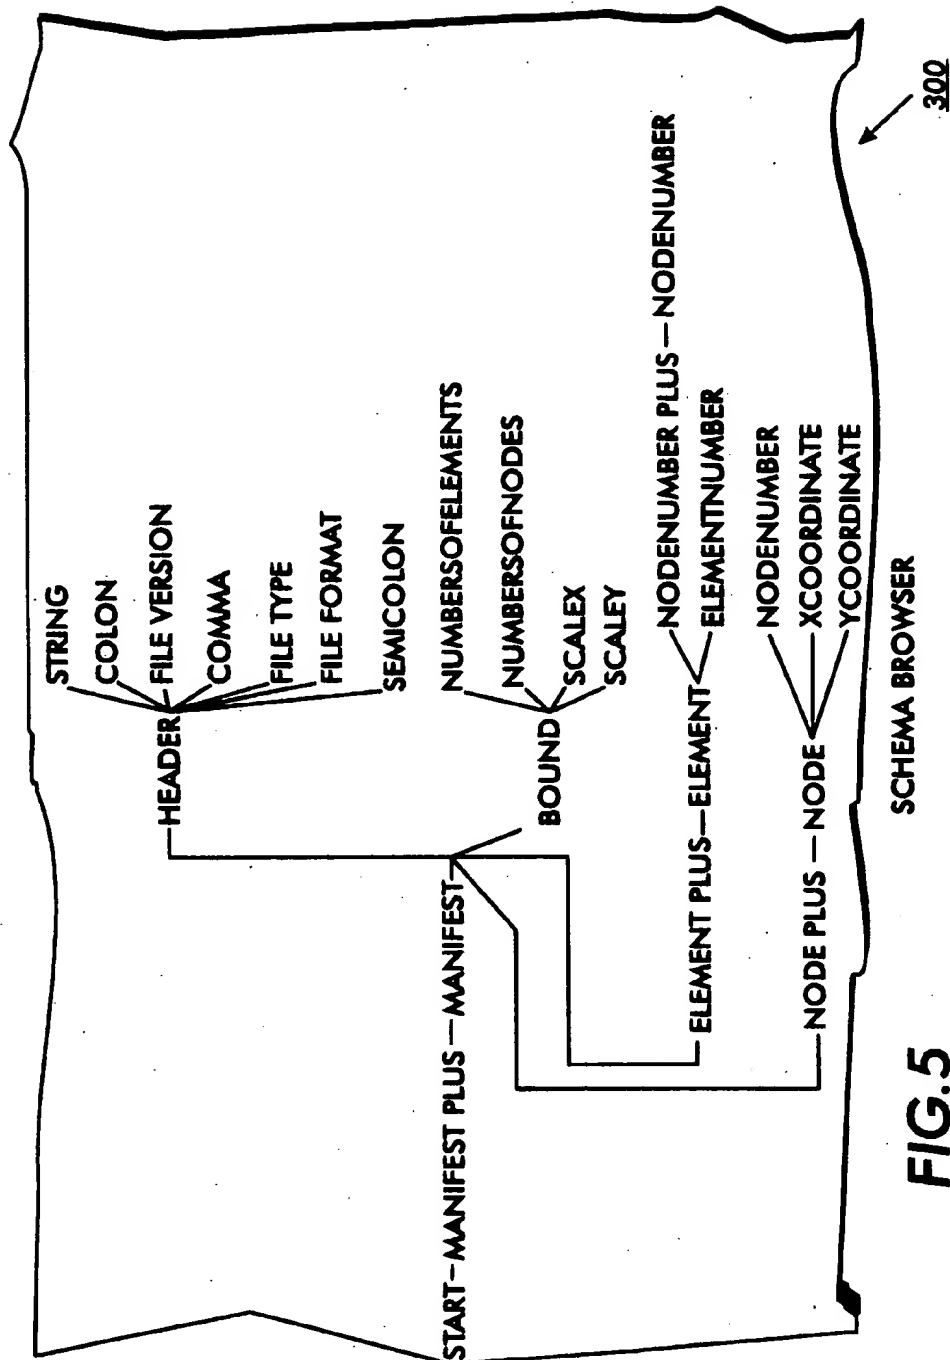 STRING
COLON
HEADER FILE VERSION
COMMA
FILE TYPE
FILE FORMAT
SEMICOLON
START—MANIFEST PLUS—MANIFEST
NUMBERSOFELEMENTS
NUMBERSOFNODES
BOUND
SCALEX
SCALEY
NODENUMBER PLUS—NODENUMBER
ELEMENT PLUS—ELEMENT
ELEMENTNUMBER
NODENUMBER
NODE PLUS—NODE
XCOORDINATE
YCOORDINATE
SCHEMA BROWSER
300
FIG.5